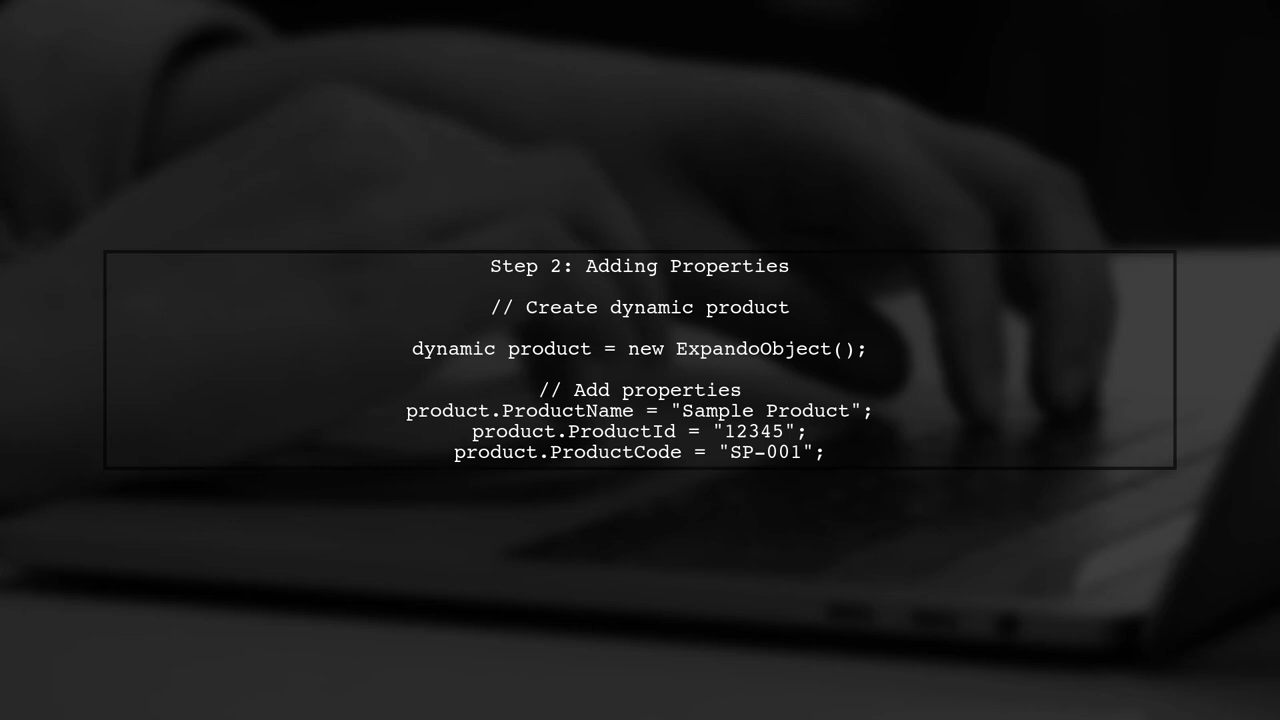 Step 2: Adding Properties
// Create dynamic product
dynamic product = new ExpandoObject();
// Add properties
product.ProductName = "Sample Product";
product.ProductId = "12345";
product.ProductCode = "SP-001";